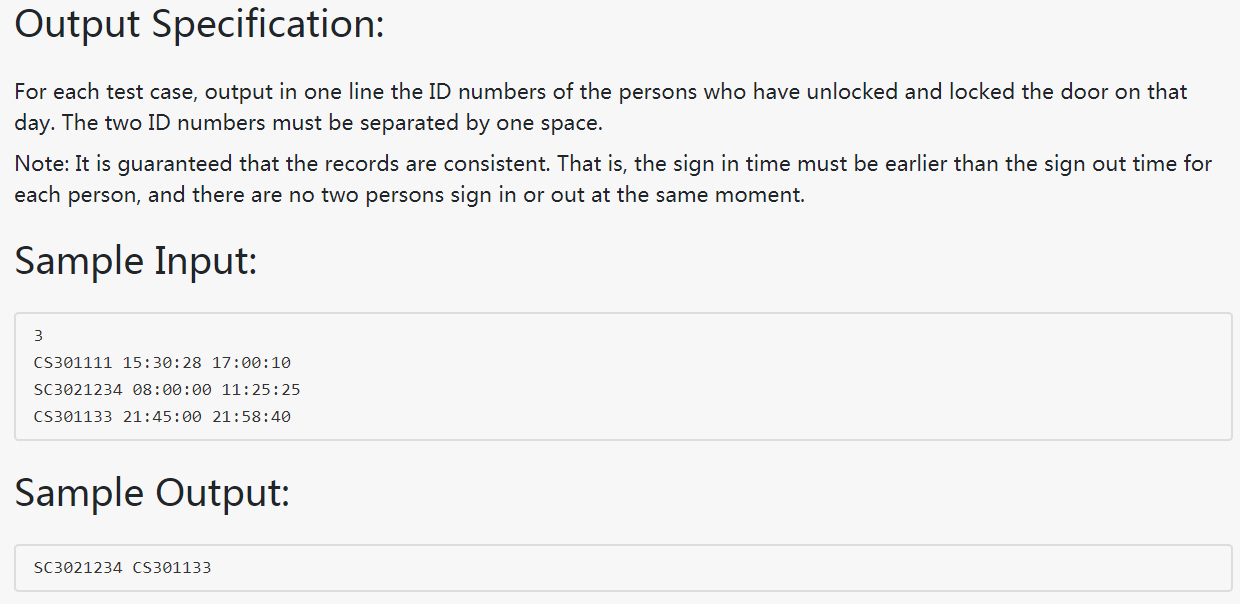 Output Specification:
For each test case, output in one line the ID numbers of the persons who have unlocked and locked the door on that
day. The two ID numbers must be separated by one space.
Note: It is guaranteed that the records are consistent. That is, the sign in time must be earlier than the sign out time for
each person, and there are no two persons sign in or out at the same moment.
Sample Input:
3
CS301111 15:30:28 17:00:10
SC3021234 08:00:00 11:25:25
CS301133 21:45:00 21:58:40
Sample Output:
SC3021234 CS301133